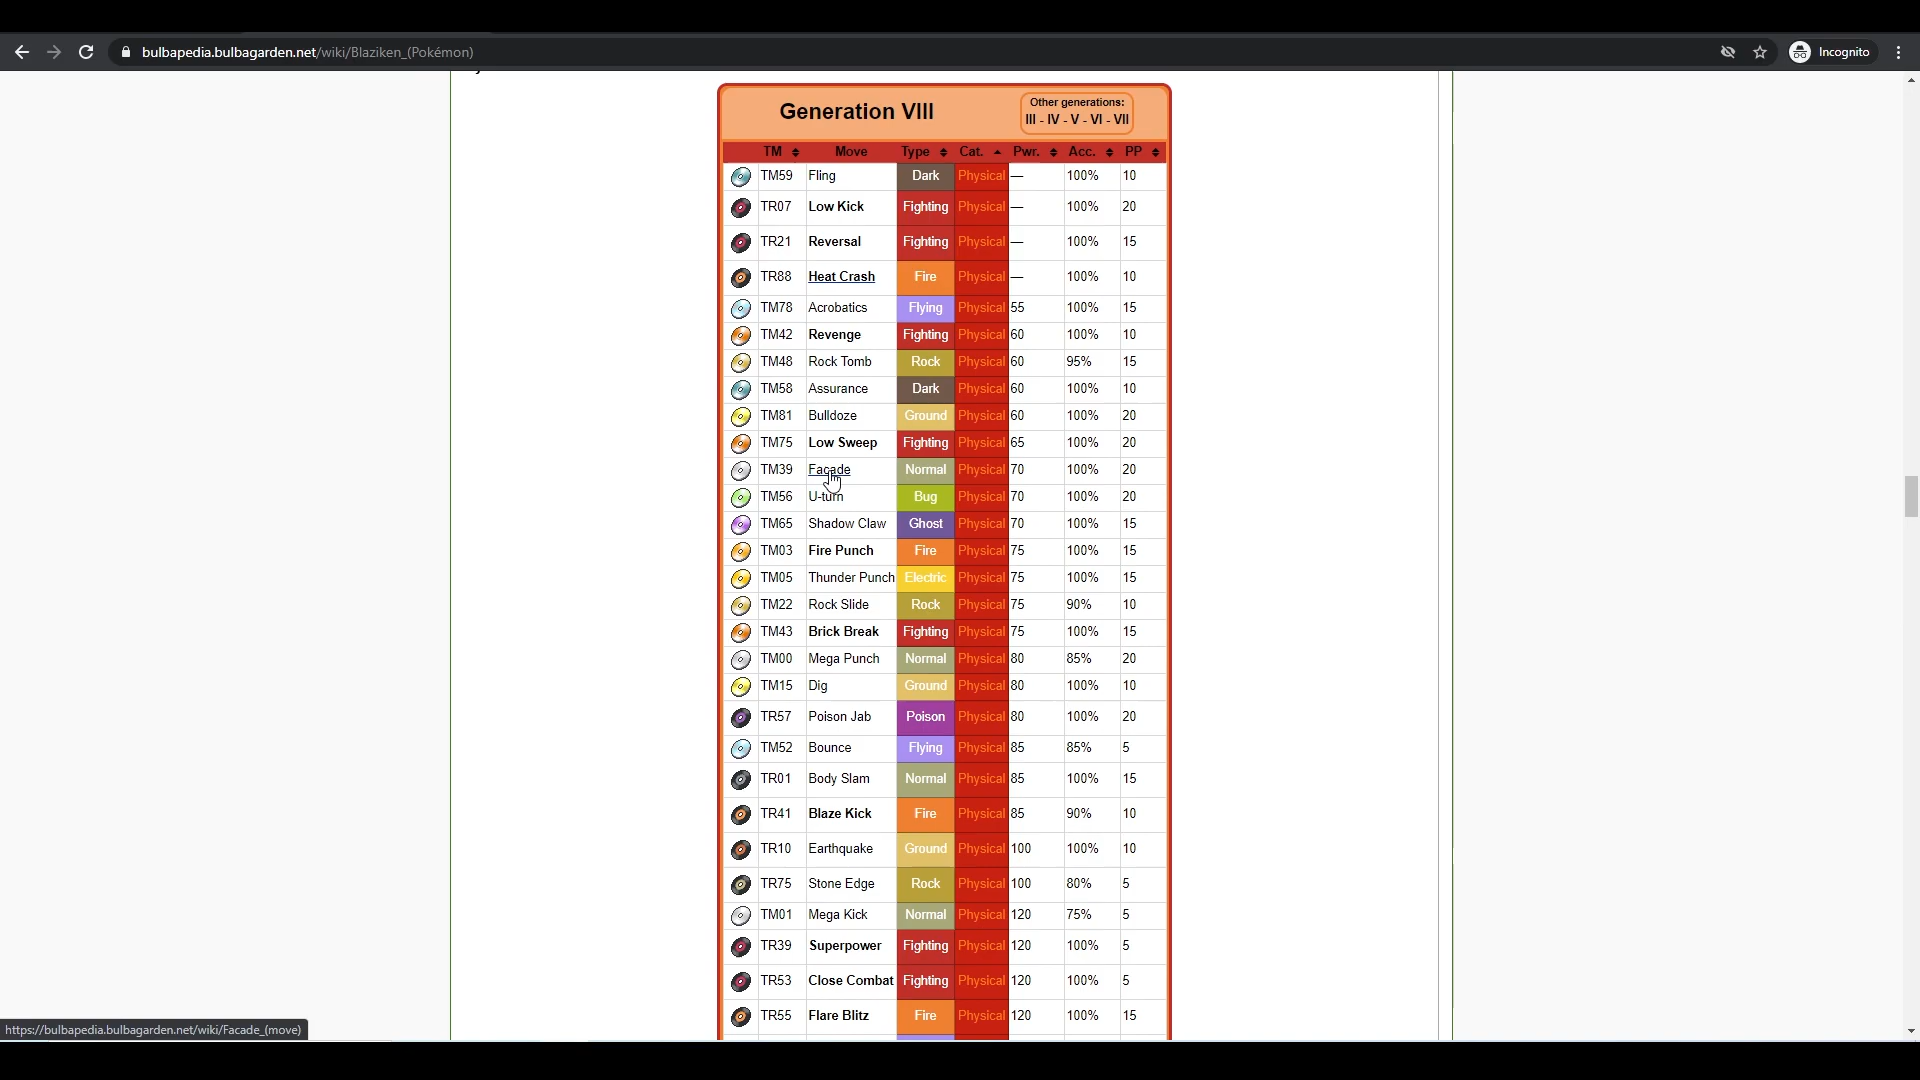 bulbapedia.bulbagarden.net/wiki/Blaziken_(Pokémon)
Incognito
Generation VIII
Other generations:
III - IV - V - VI - VII
TM Move Type Cat. Pwr. Acc. PP
TM59 Fling Dark Physical — 100% 10
TR07 Low Kick Fighting Physical — 100% 20
TR21 Reversal Fighting Physical — 100% 15
TR88 Heat Crash Fire Physical — 100% 10
TM78 Acrobatics Flying Physical 55 100% 15
TM42 Revenge Fighting Physical 60 100% 10
TM48 Rock Tomb Rock Physical 60 95% 15
TM58 Assurance Dark Physical 60 100% 10
TM81 Bulldoze Ground Physical 60 100% 20
TM75 Low Sweep Fighting Physical 65 100% 20
TM39 Facade Normal Physical 70 100% 20
TM56 U-turn Bug Physical 70 100% 20
TM65 Shadow Claw Ghost Physical 70 100% 15
TM03 Fire Punch Fire Physical 75 100% 15
TM05 Thunder Punch Electric Physical 75 100% 15
TM22 Rock Slide Rock Physical 75 90% 10
TM43 Brick Break Fighting Physical 75 100% 15
TM00 Mega Punch Normal Physical 80 85% 20
TM15 Dig Ground Physical 80 100% 10
TR57 Poison Jab Poison Physical 80 100% 20
TM52 Bounce Flying Physical 85 85% 5
TR01 Body Slam Normal Physical 85 100% 15
TR41 Blaze Kick Fire Physical 85 90% 10
TR10 Earthquake Ground Physical 100 100% 10
TR75 Stone Edge Rock Physical 100 80% 5
TM01 Mega Kick Normal Physical 120 75% 5
TR39 Superpower Fighting Physical 120 100% 5
TR53 Close Combat Fighting Physical 120 100% 5
TR55 Flare Blitz Fire Physical 120 100% 15
https://bulbapedia.bulbagarden.net/wiki/Facade_(move)